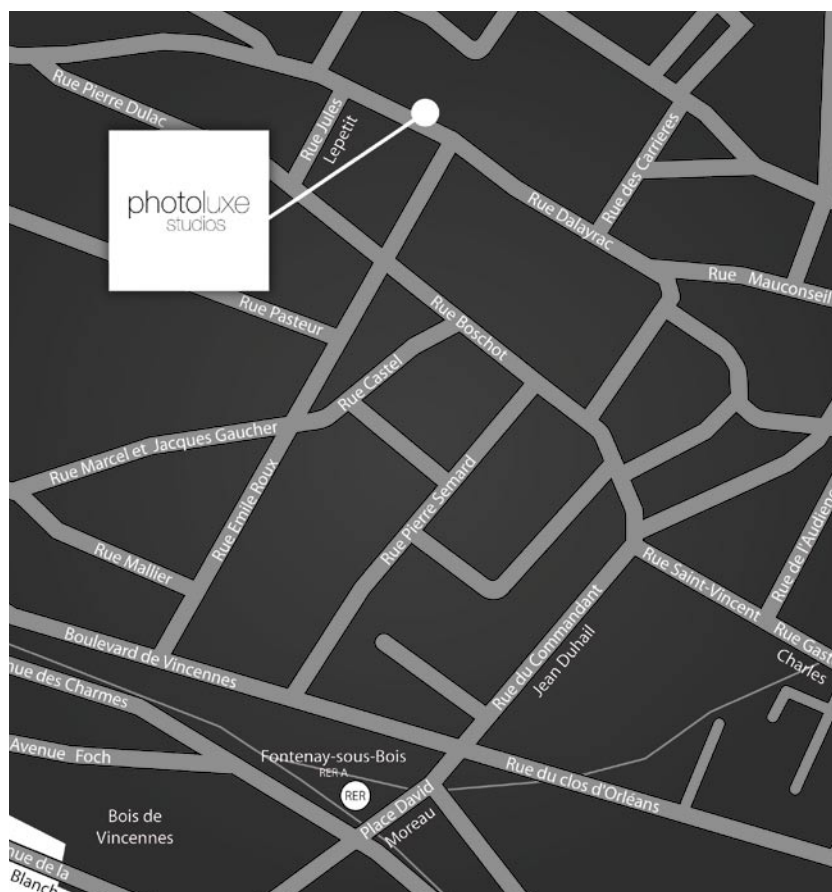 Rue Pierre Dulac
Rue Jules
Lepetit
Rue des Carrieres
photoluxe
studios
Rue Dalayrac
Rue Mauconseil
Rue Pasteur
Rue Boschot
Rue Castel
Rue Marcel et Jacques Gaucher
Rue Emile Roux
Rue Pierre Semard
Rue Mallier
Rue de l'Audience
Rue Saint-Vincent
Boulevard de Vincennes
Rue du Commandant
Jean Duhail
Rue Gast
Charles
nue des Charmes
Avenue Foch
Fontenay-sous-Bois
RER A
RER
Rue du clos d'Orléans
Place David
Moreau
Bois de
Vincennes
nue de la
Blanch